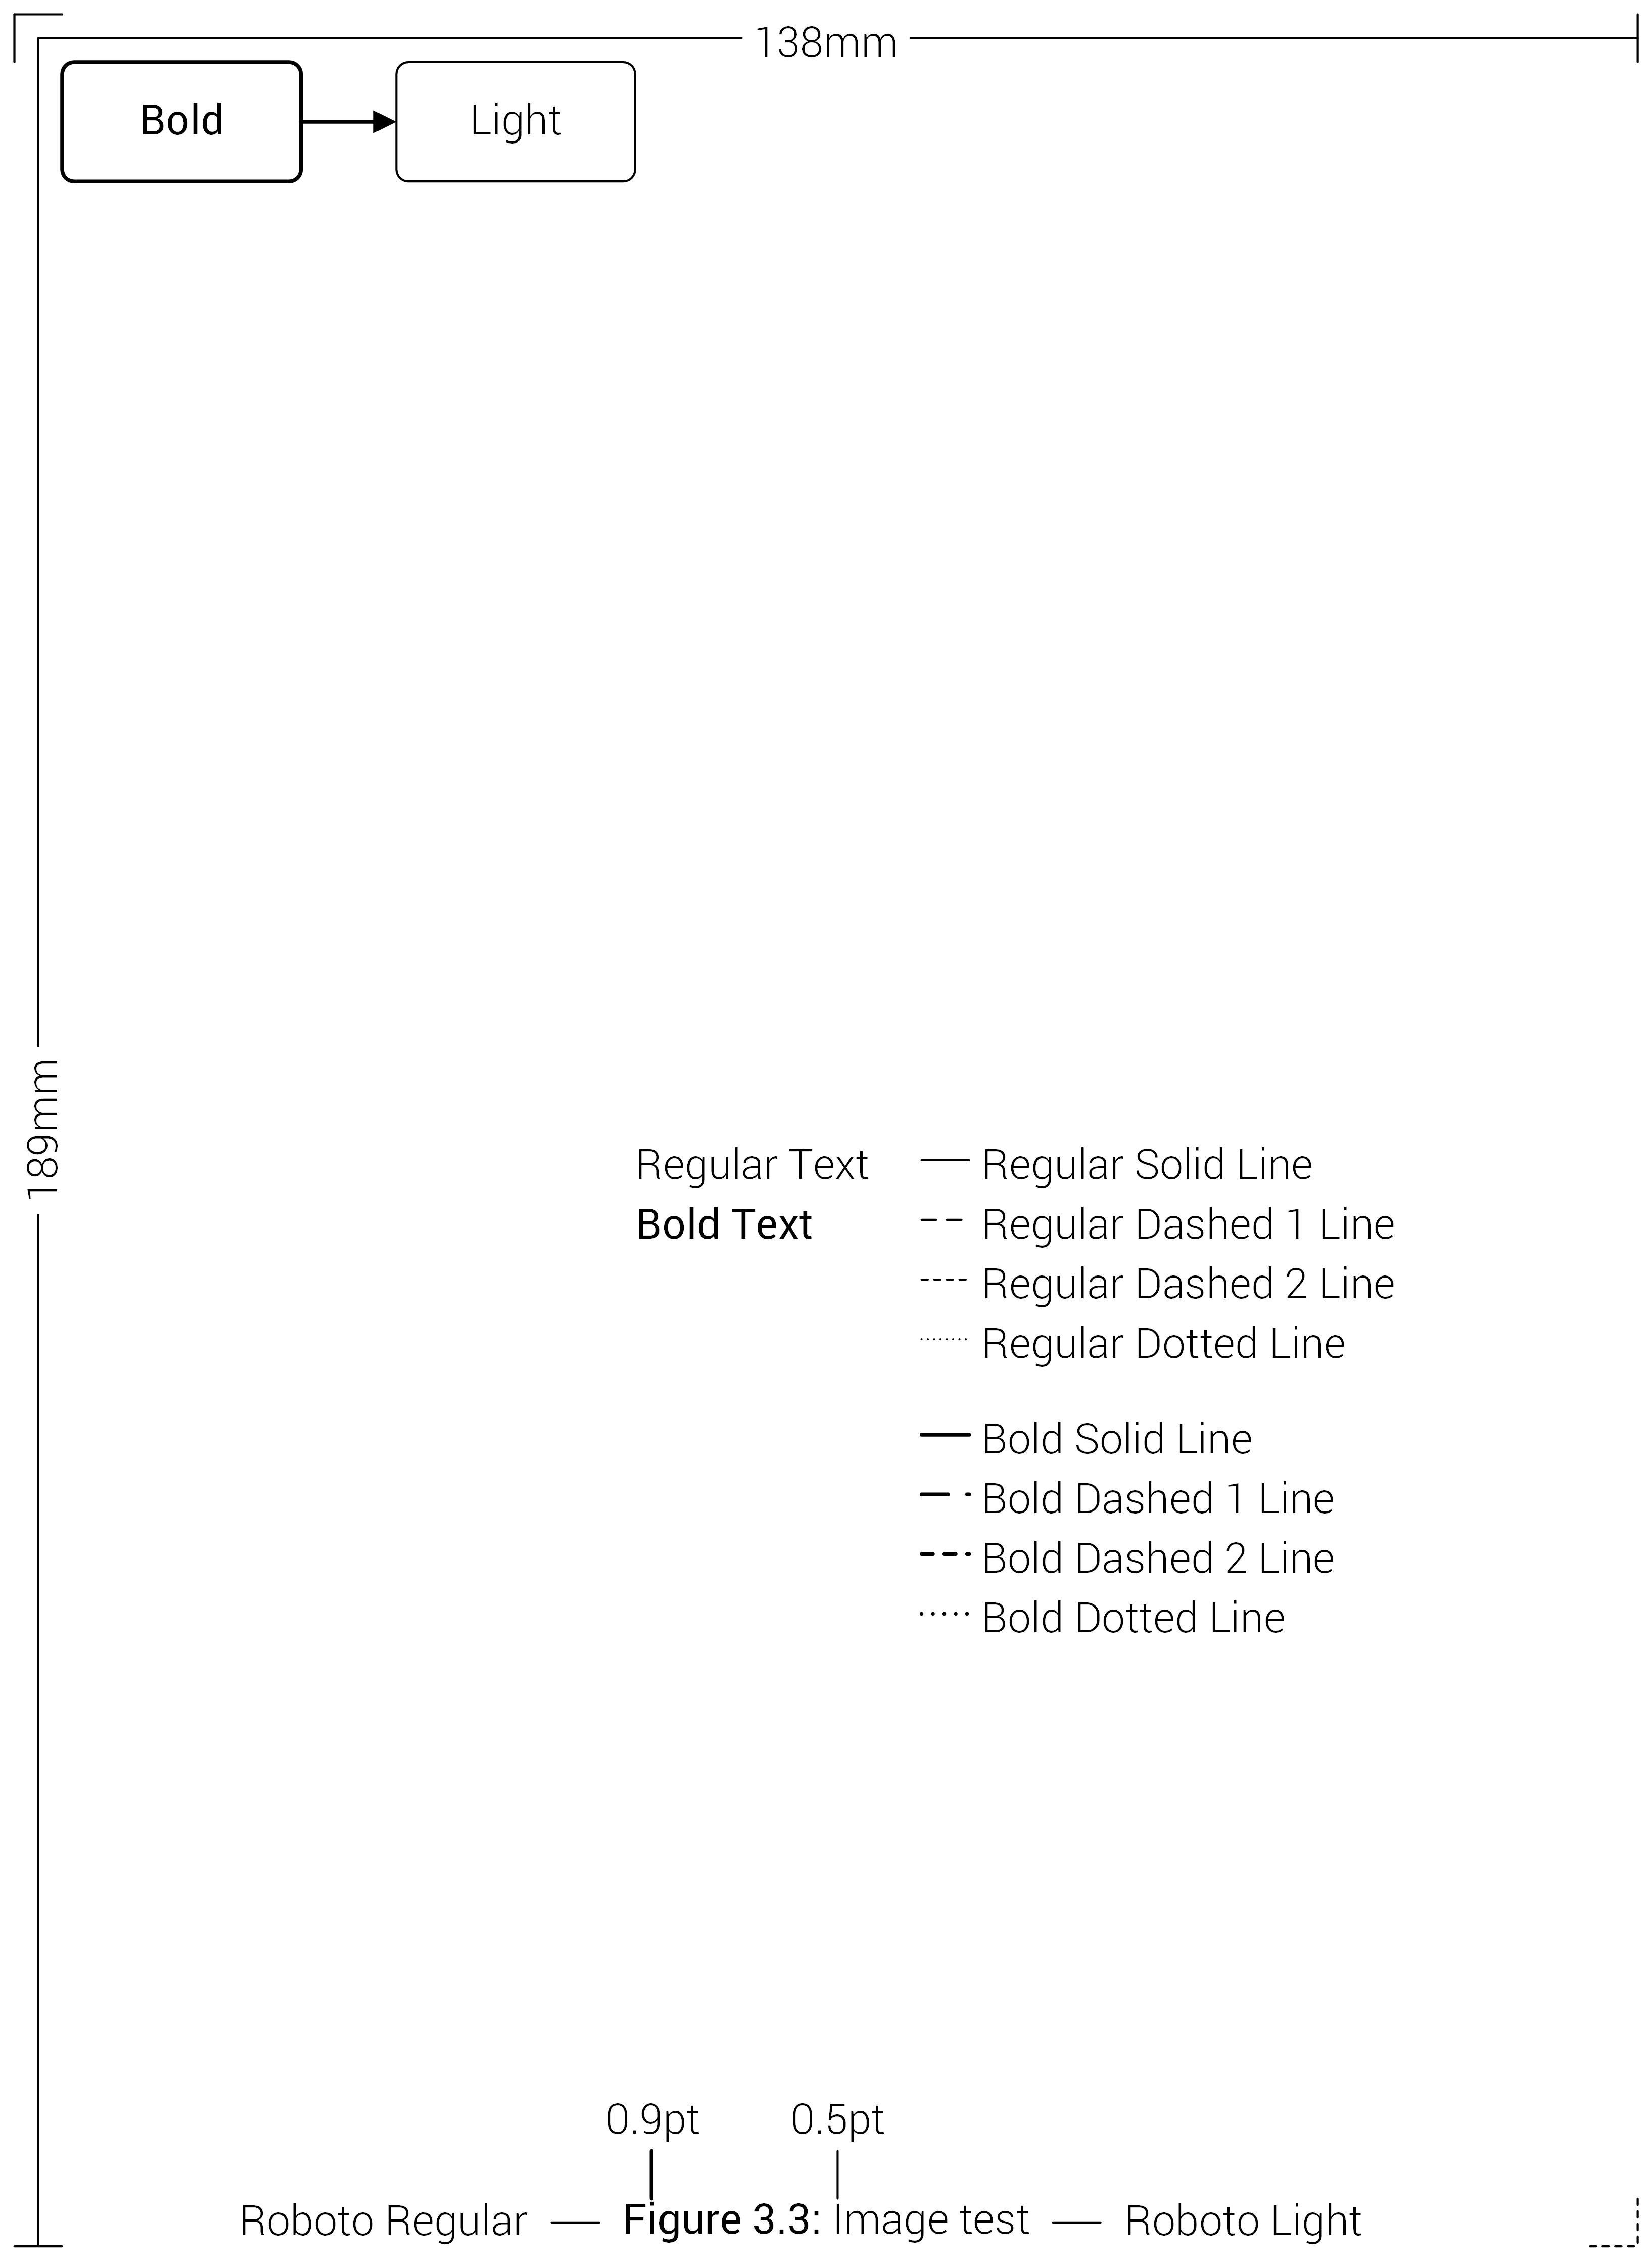 138mm
Bold Light
189mm
Regular Text Regular Solid Line
Bold Text Regular Dashed 1 Line
Regular Dashed 2 Line
Regular Dotted Line
Bold Solid Line
Bold Dashed 1 Line
Bold Dashed 2 Line
Bold Dotted Line
0.9pt 0.5pt
Roboto Regular Figure 3.3: Image test Roboto Light